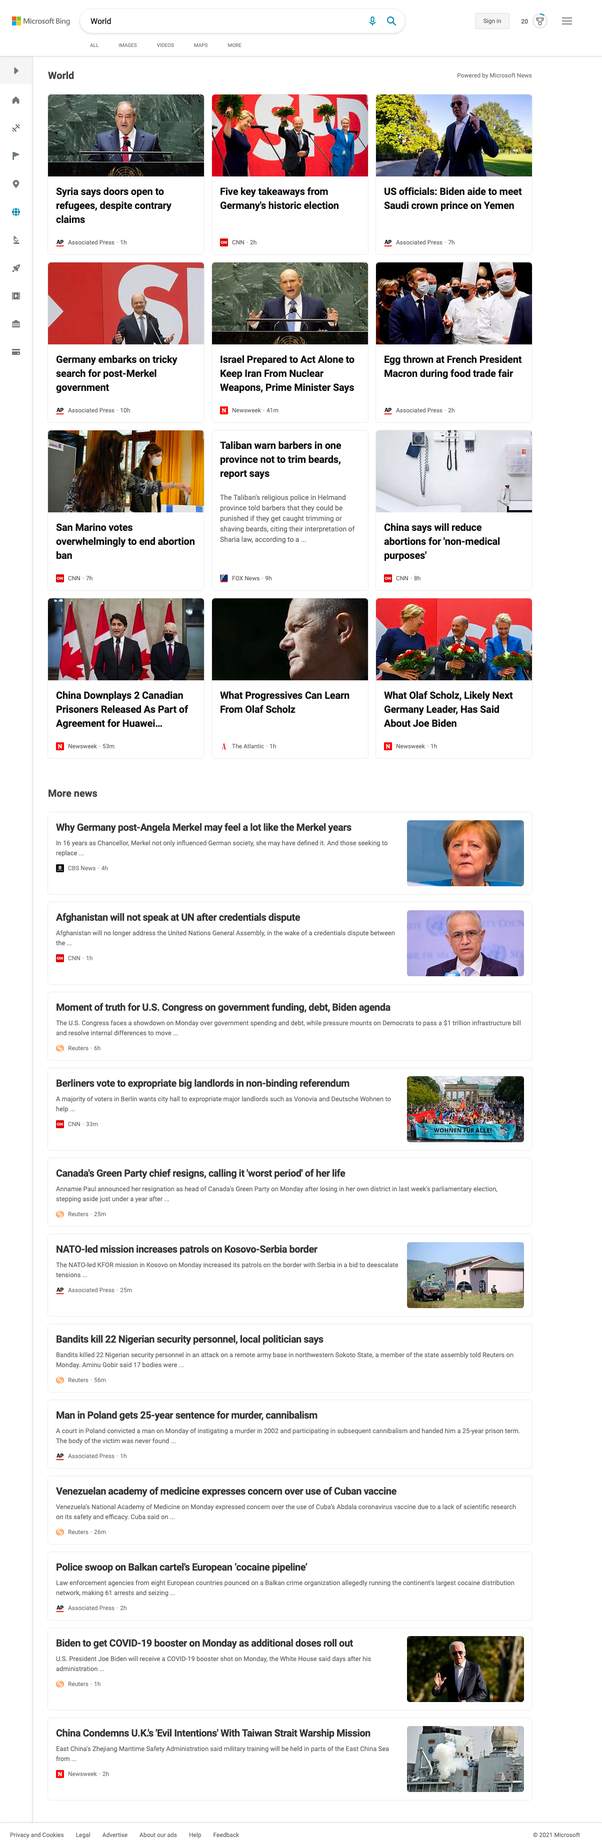 Microsoft Bing
World
Sign in
20
ALL
IMAGES
VIDEOS
MAPS
MORE
World
Powered by Microsoft News
SPD
Syria says doors open to
refugees, despite contrary
claims
AP Associated Press · 1h
Five key takeaways from
Germany's historic election
CNN · 2h
US officials: Biden aide to meet
Saudi crown prince on Yemen
AP Associated Press · 7h
Germany embarks on tricky
search for post-Merkel
government
AP Associated Press · 10h
Israel Prepared to Act Alone to
Keep Iran From Nuclear
Weapons, Prime Minister Says
N Newsweek · 41m
Egg thrown at French President
Macron during food trade fair
AP Associated Press · 2h
San Marino votes
overwhelmingly to end abortion
ban
CNN · 7h
Taliban warn barbers in one
province not to trim beards,
report says
The Taliban's religious police in Helmand
province told barbers that they could be
punished if they get caught trimming or
shaving beards, citing their interpretation of
Sharia law, according to a ...
FOX News · 9h
China says will reduce
abortions for 'non-medical
purposes'
CNN · 8h
China Downplays 2 Canadian
Prisoners Released As Part of
Agreement for Huawei...
N Newsweek · 53m
What Progressives Can Learn
From Olaf Scholz
A The Atlantic · 1h
What Olaf Scholz, Likely Next
Germany Leader, Has Said
About Joe Biden
N Newsweek · 1h
More news
Why Germany post-Angela Merkel may feel a lot like the Merkel years
In 16 years as Chancellor, Merkel not only influenced German society, she may have defined it. And those seeking to
replace ...
CBS News · 4h
Afghanistan will not speak at UN after credentials dispute
Afghanistan will no longer address the United Nations General Assembly, in the wake of a credentials dispute between
the ...
CNN · 1h
Moment of truth for U.S. Congress on government funding, debt, Biden agenda
The U.S. Congress faces a showdown on Monday over government spending and debt, while pressure mounts on Democrats to pass a $1 trillion infrastructure bill
and resolve internal differences to move ...
Reuters · 6h
Berliners vote to expropriate big landlords in non-binding referendum
A majority of voters in Berlin wants city hall to expropriate major landlords such as Vonovia and Deutsche Wohnen to
help ...
CNN · 33m
WOHNEN FÜR ALLE!
Canada's Green Party chief resigns, calling it 'worst period' of her life
Annamie Paul announced her resignation as head of Canada's Green Party on Monday after losing in her own district in last week's parliamentary election,
stepping aside just under a year after ...
Reuters · 25m
NATO-led mission increases patrols on Kosovo-Serbia border
The NATO-led KFOR mission in Kosovo on Monday increased its patrols on the border with Serbia in a bid to deescalate
tensions ...
AP Associated Press · 25m
Bandits kill 22 Nigerian security personnel, local politician says
Bandits killed 22 Nigerian security personnel in an attack on a remote army base in northwestern Sokoto State, a member of the state assembly told Reuters on
Monday. Aminu Gobir said 17 bodies were ...
Reuters · 56m
Man in Poland gets 25-year sentence for murder, cannibalism
A court in Poland convicted a man on Monday of instigating a murder in 2002 and participating in subsequent cannibalism and handed him a 25-year prison term.
The body of the victim was never found ...
AP Associated Press · 1h
Venezuelan academy of medicine expresses concern over use of Cuban vaccine
Venezuela's National Academy of Medicine on Monday expressed concern over the use of Cuba's Abdala coronavirus vaccine due to a lack of scientific research
on its safety and efficacy. Cuba said on ...
Reuters · 26m
Police swoop on Balkan cartel's European 'cocaine pipeline'
Law enforcement agencies from eight European countries pounced on a Balkan crime organization allegedly running the continent's largest cocaine distribution
network, making 61 arrests and seizing ...
AP Associated Press · 2h
Biden to get COVID-19 booster on Monday as additional doses roll out
U.S. President Joe Biden will receive a COVID-19 booster shot on Monday, the White House said days after his
administration ...
Reuters · 1h
China Condemns U.K.'s 'Evil Intentions' With Taiwan Strait Warship Mission
East China's Zhejiang Maritime Safety Administration said military training will be held in parts of the East China Sea
from ...
N Newsweek · 2h
Privacy and Cookies
Legal
Advertise
About our ads
Help
Feedback
© 2021 Microsoft